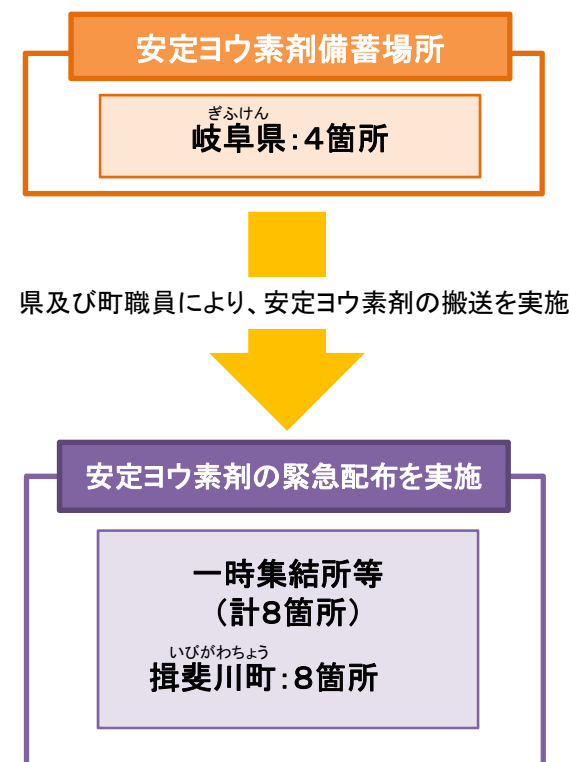 安定ヨウ素剤備蓄場所
ぎふけん
岐阜県：４箇所
県及び町職員により、安定ヨウ素剤の搬送を実施
安定ヨウ素剤の緊急配布を実施
一時集結所等
（計８箇所）
いびがわちょう
揖斐川町：８箇所